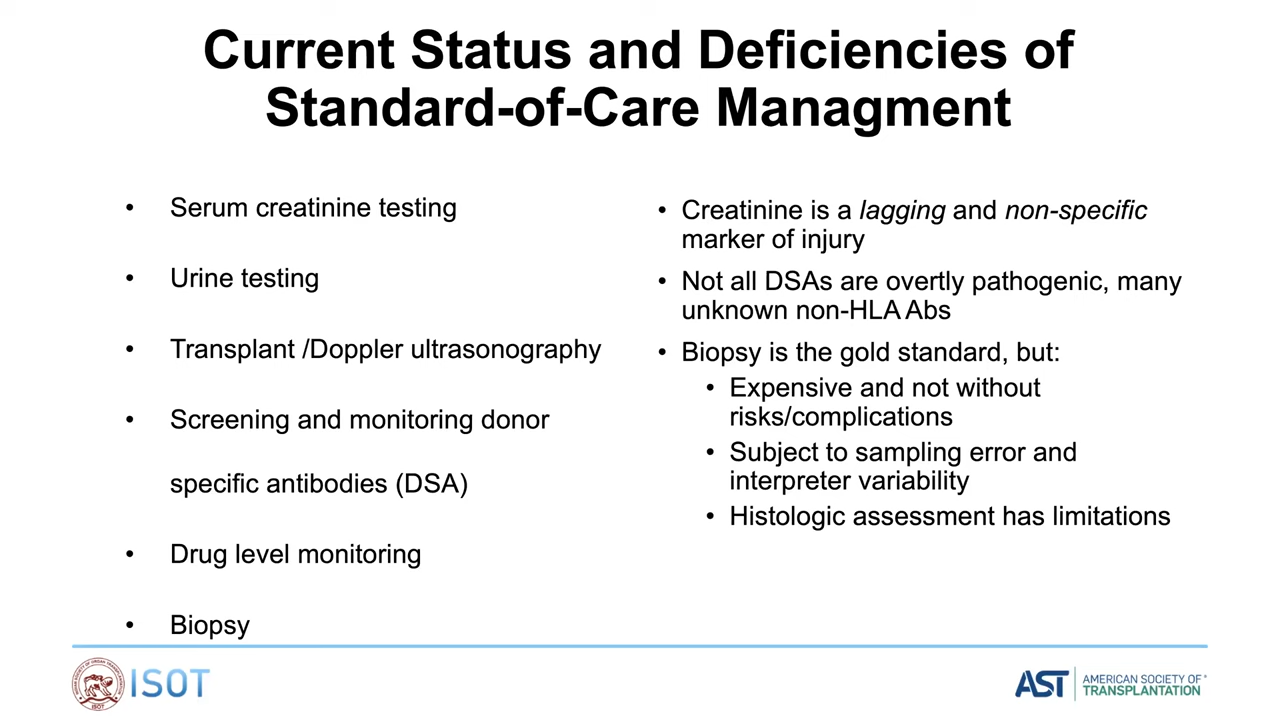 Current Status and Deficiencies of
Standard-of-Care Managment
• Serum creatinine testing
• Urine testing
• Transplant /Doppler ultrasonography
• Screening and monitoring donor
specific antibodies (DSA)
• Drug level monitoring
• Biopsy
• Creatinine is a lagging and non-specific
marker of injury
• Not all DSAs are overtly pathogenic, many
unknown non-HLA Abs
• Biopsy is the gold standard, but:
• Expensive and not without
risks/complications
• Subject to sampling error and
interpreter variability
• Histologic assessment has limitations
ISOT
ISOT
AST
AMERICAN SOCIETY OF
TRANSPLANTATION